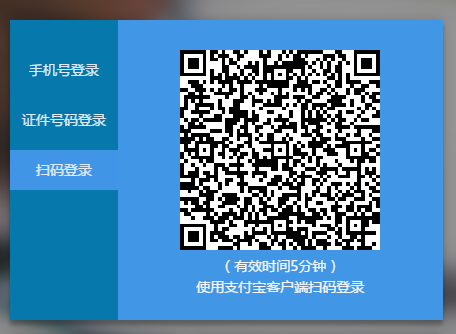 手机号登录
证件号码登录
扫码登录
（有效时间5分钟）
使用支付宝客户端扫码登录